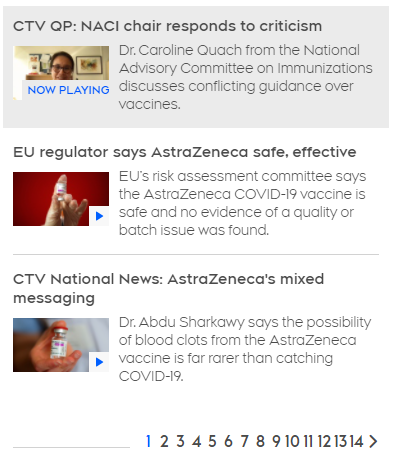 CTV QP: NACI chair responds to criticism
Dr. Caroline Quach from the National
Advisory Committee on Immunizations
discusses conflicting guidance over
vaccines.
NOW PLAYING
EU regulator says AstraZeneca safe, effective
EU's risk assessment committee says
the AstraZeneca COVID-19 vaccine is
safe and no evidence of a quality or
batch issue was found.
CTV National News: AstraZeneca's mixed
messaging
Dr. Abdu Sharkawy says the possibility
of blood clots from the AstraZeneca
vaccine is far rarer than catching
COVID-19.
1 2 3 4 5 6 7 8 9 10 11 12 13 14